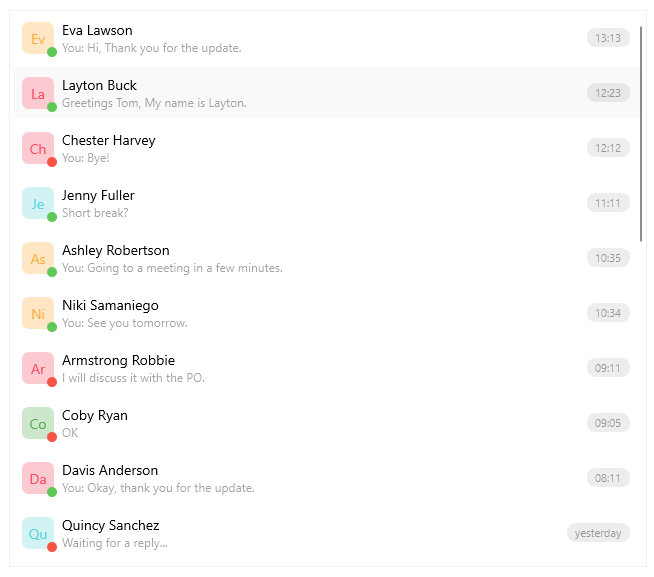 Ev
Eva Lawson
You: Hi, Thank you for the update.
13:13
La
Layton Buck
Greetings Tom, My name is Layton.
12:23
Ch
Chester Harvey
You: Bye!
12:12
Je
Jenny Fuller
Short break?
11:11
As
Ashley Robertson
You: Going to a meeting in a few minutes.
10:35
Ni
Niki Samaniego
You: See you tomorrow.
10:34
Ar
Armstrong Robbie
I will discuss it with the PO.
09:11
Co
Coby Ryan
OK
09:05
Da
Davis Anderson
You: Okay, thank you for the update.
08:11
Qu
Quincy Sanchez
Waiting for a reply...
yesterday